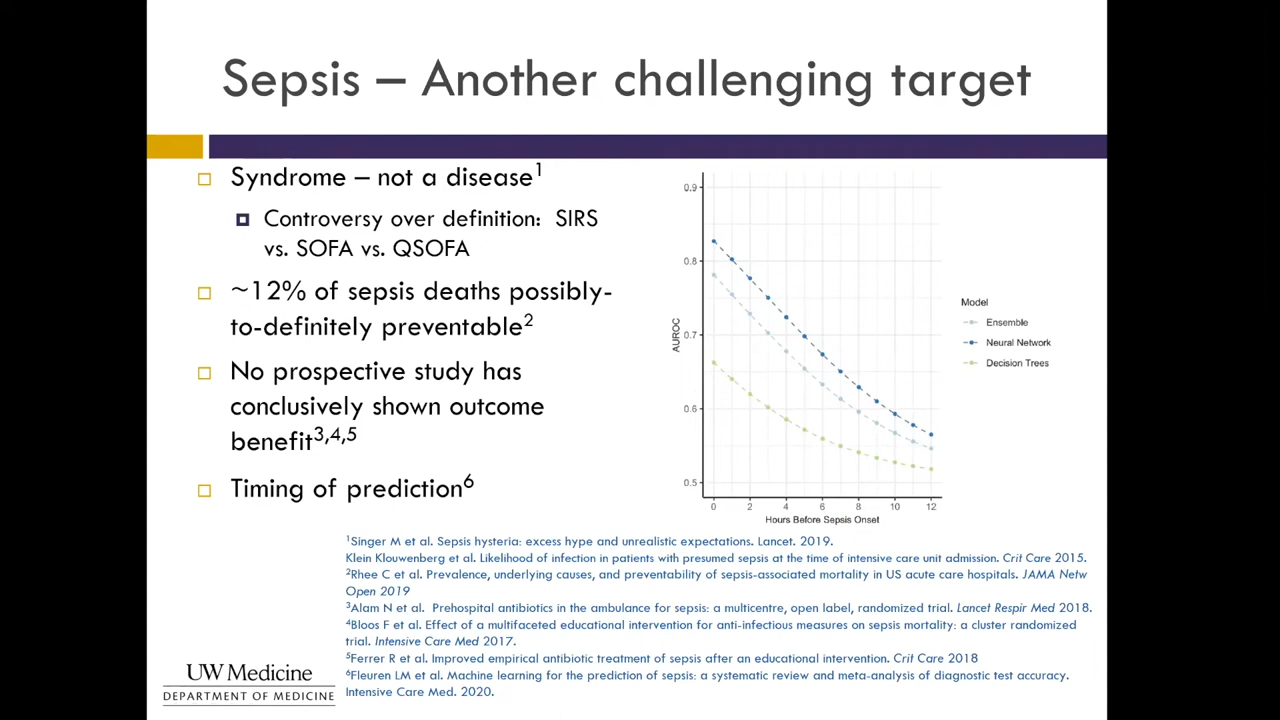 Sepsis – Another challenging target
Syndrome – not a disease1
Controversy over definition: SIRS
vs. SOFA vs. QSOFA
~12% of sepsis deaths possibly-
to-definitely preventable2
No prospective study has
conclusively shown outcome
benefit3,4,5
Timing of prediction6
0.9
0.8
0.7
0.6
0.5
AUROC
0 2 4 6 8 10 12
Hours Before Sepsis Onset
Model
Ensemble
Neural Network
Decision Trees
1Singer M et al. Sepsis hysteria: excess hype and unrealistic expectations. Lancet. 2019.
Klein Klouwenberg et al. Likelihood of infection in patients with presumed sepsis at the time of intensive care unit admission. Crit Care 2015.
2Rhee C et al. Prevalence, underlying causes, and preventability of sepsis-associated mortality in US acute care hospitals. JAMA Netw
Open 2019
3Alam N et al. Prehospital antibiotics in the ambulance for sepsis: a multicentre, open label, randomized trial. Lancet Respir Med 2018.
4Bloos F et al. Effect of a multifaceted educational intervention for anti-infectious measures on sepsis mortality: a cluster randomized
trial. Intensive Care Med 2017.
5Ferrer R et al. Improved empirical antibiotic treatment of sepsis after an educational intervention. Crit Care 2018
6Fleuren LM et al. Machine learning for the prediction of sepsis: a systematic review and meta-analysis of diagnostic test accuracy.
Intensive Care Med. 2020.
UW Medicine
DEPARTMENT OF MEDICINE